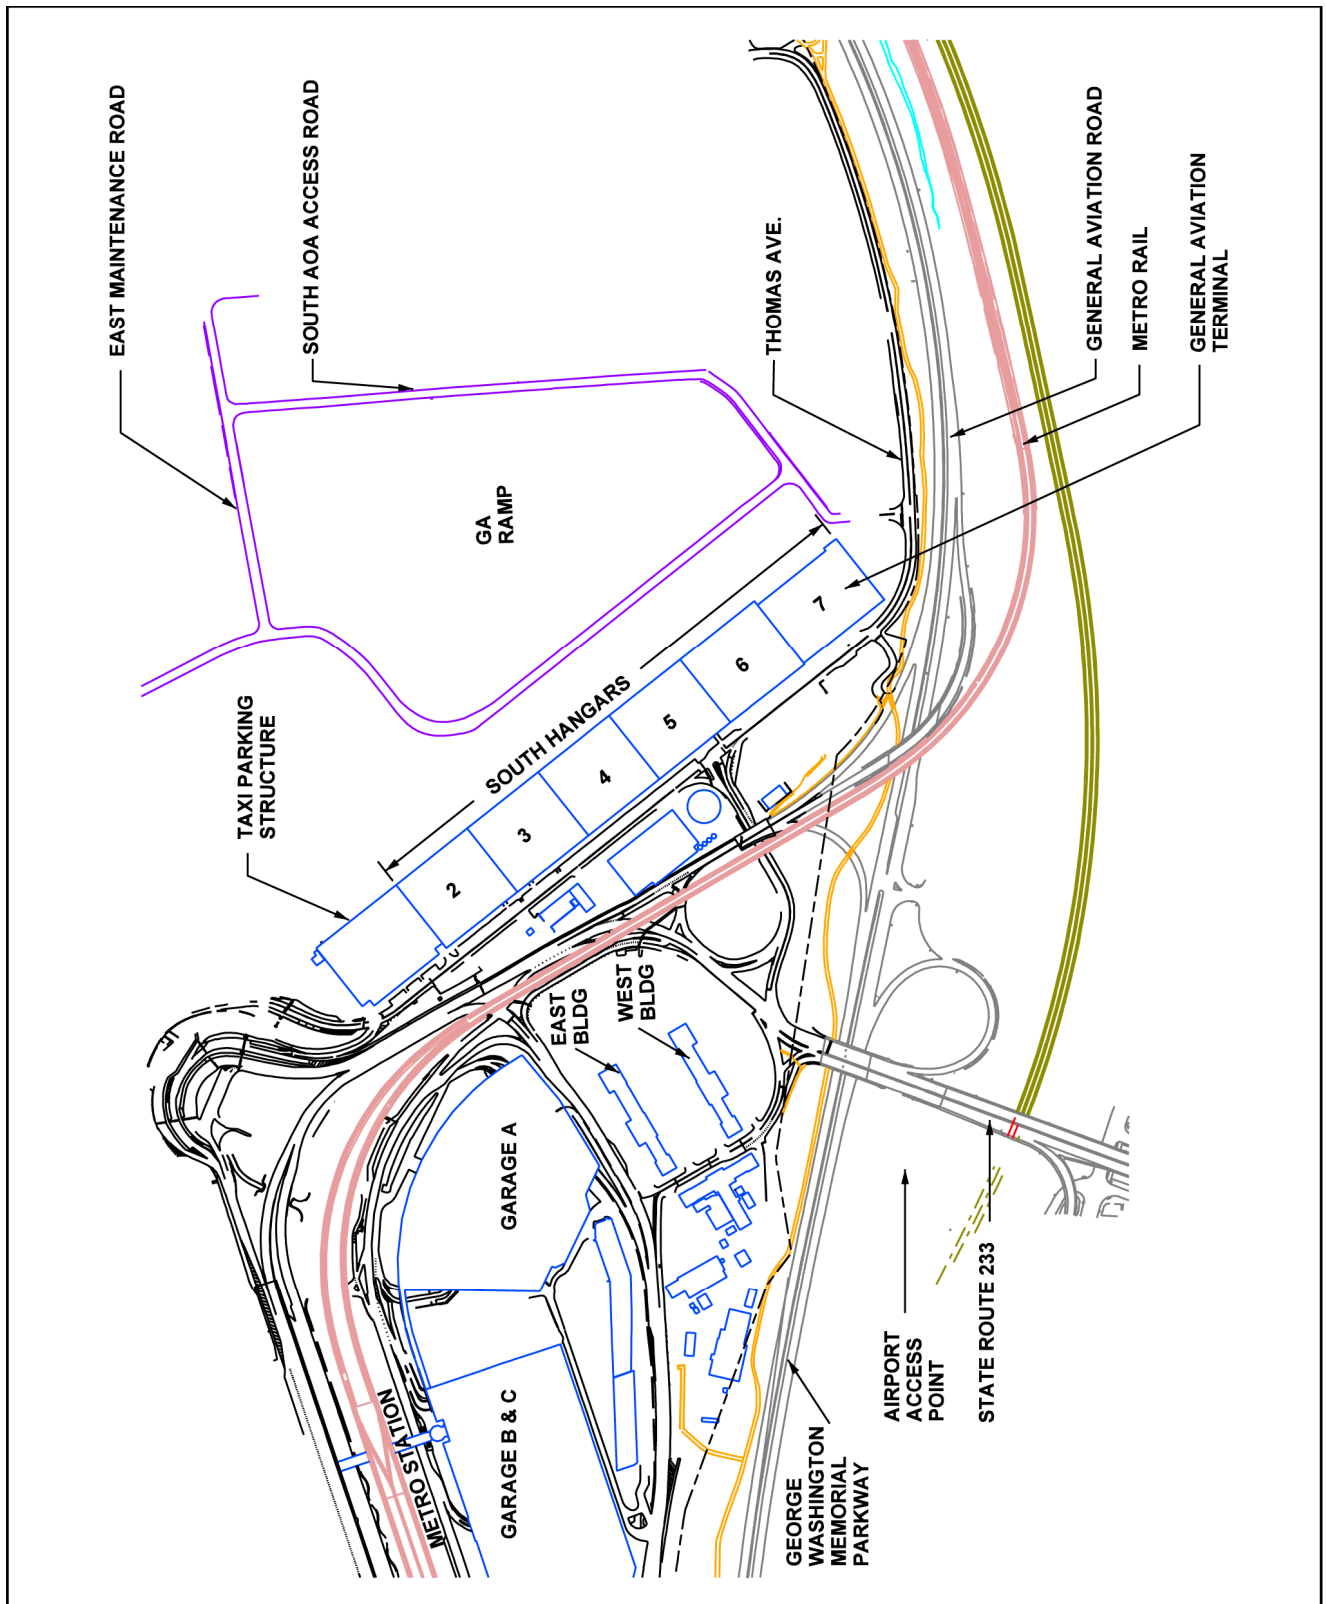 EAST MAINTENANCE ROAD
SOUTH AOA ACCESS ROAD
THOMAS AVE.
GENERAL AVIATION ROAD
METRO RAIL
GENERAL AVIATION
TERMINAL
GA
RAMP
TAXI PARKING
STRUCTURE
SOUTH HANGARS
2
3
4
5
6
7
EAST
BLDG
WEST
BLDG
GARAGE A
METRO STATION
GARAGE B & C
GEORGE
WASHINGTON
MEMORIAL
PARKWAY
AIRPORT
ACCESS
POINT
STATE ROUTE 233